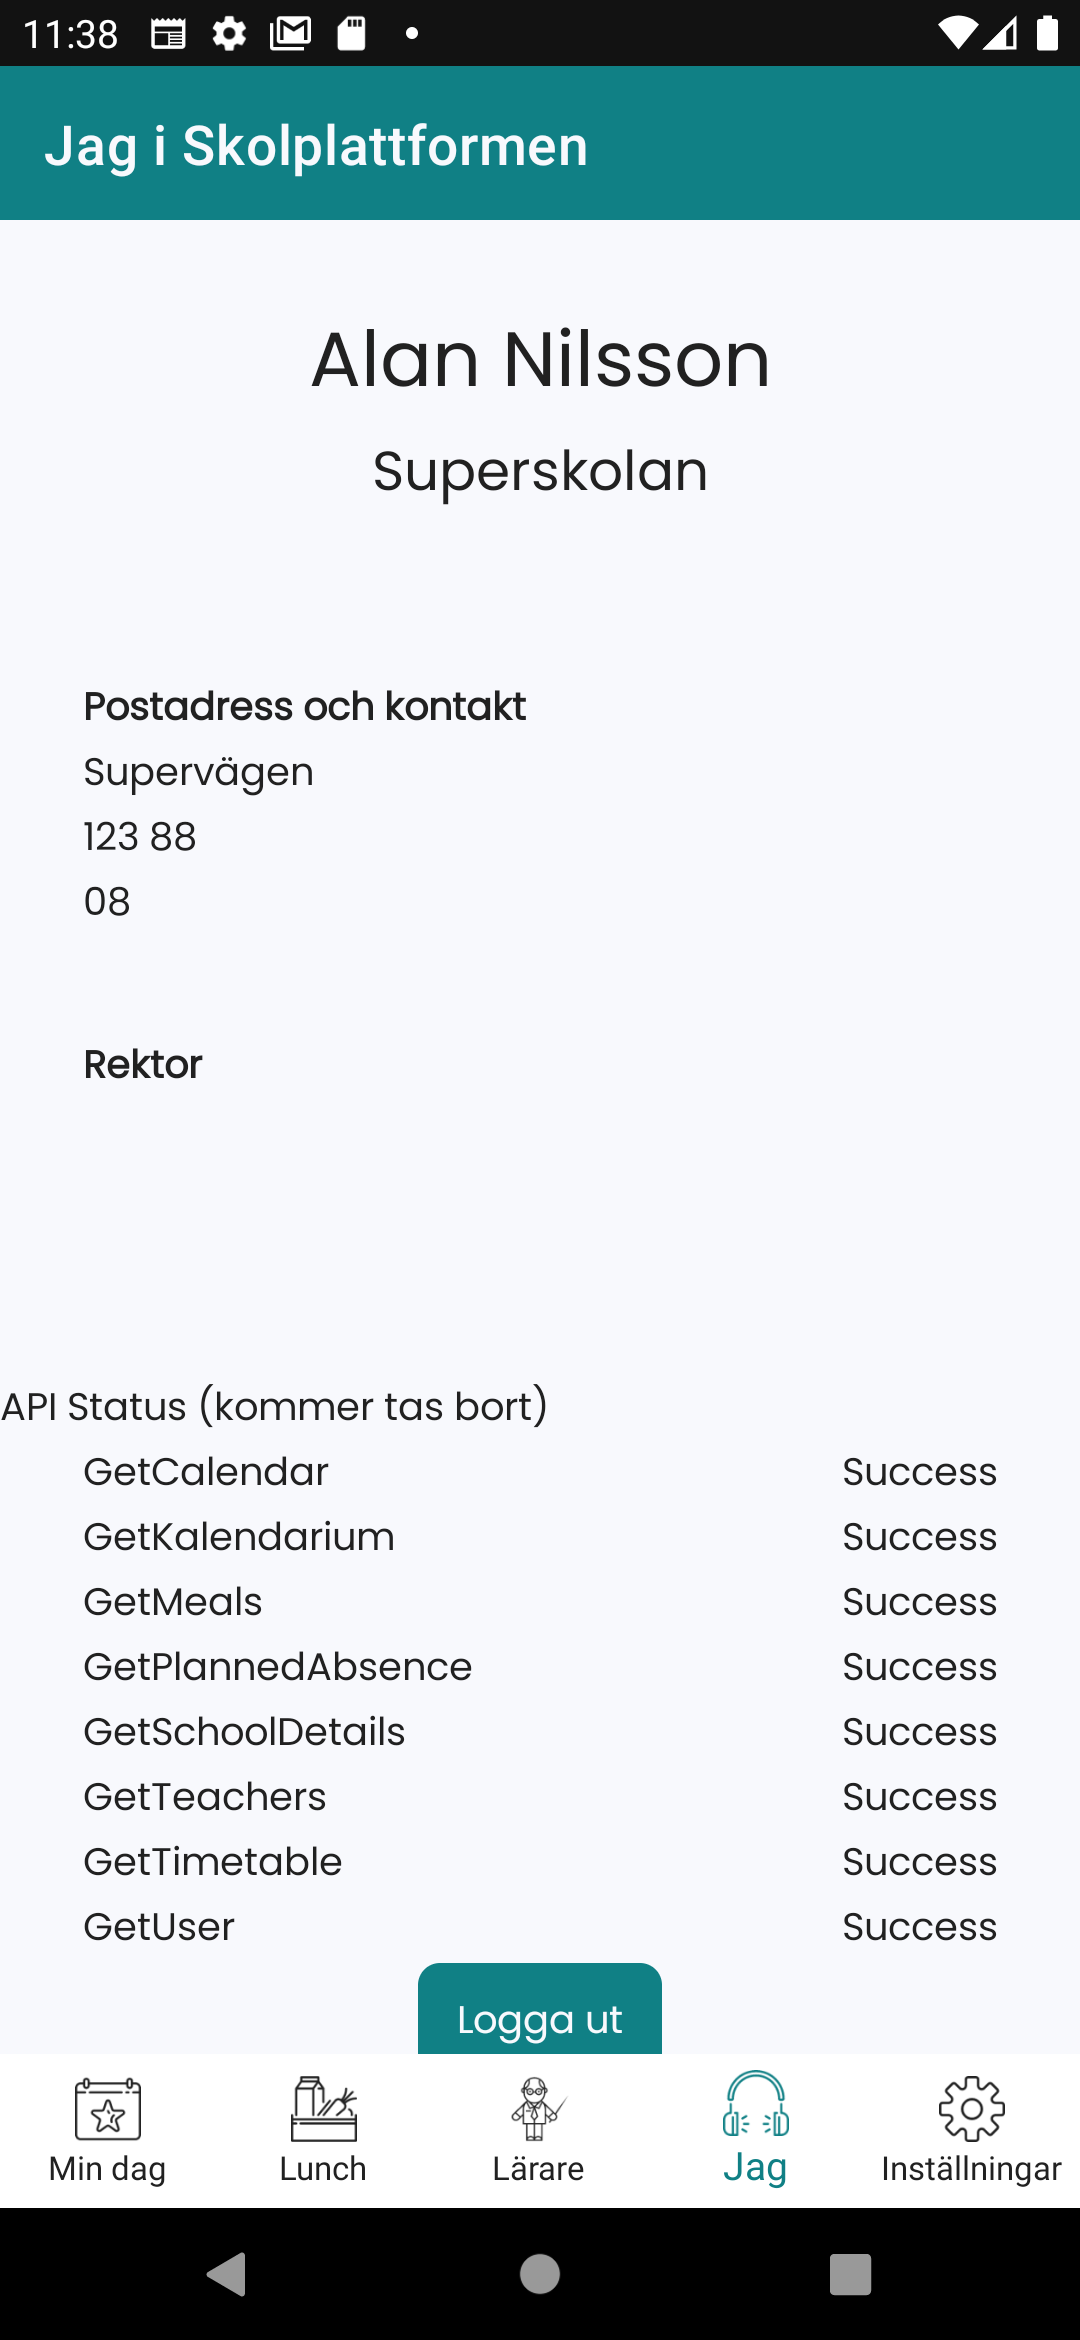 11:38
Jag i Skolplattformen
Alan Nilsson
Superskolan
Postadress och kontakt
Supervägen
123 88
08
Rektor
API Status (kommer tas bort)
GetCalendar Success
GetKalendarium Success
GetMeals Success
GetPlannedAbsence Success
GetSchoolDetails Success
GetTeachers Success
GetTimetable Success
GetUser Success
Logga ut
Min dag Lunch Lärare Jag Inställningar